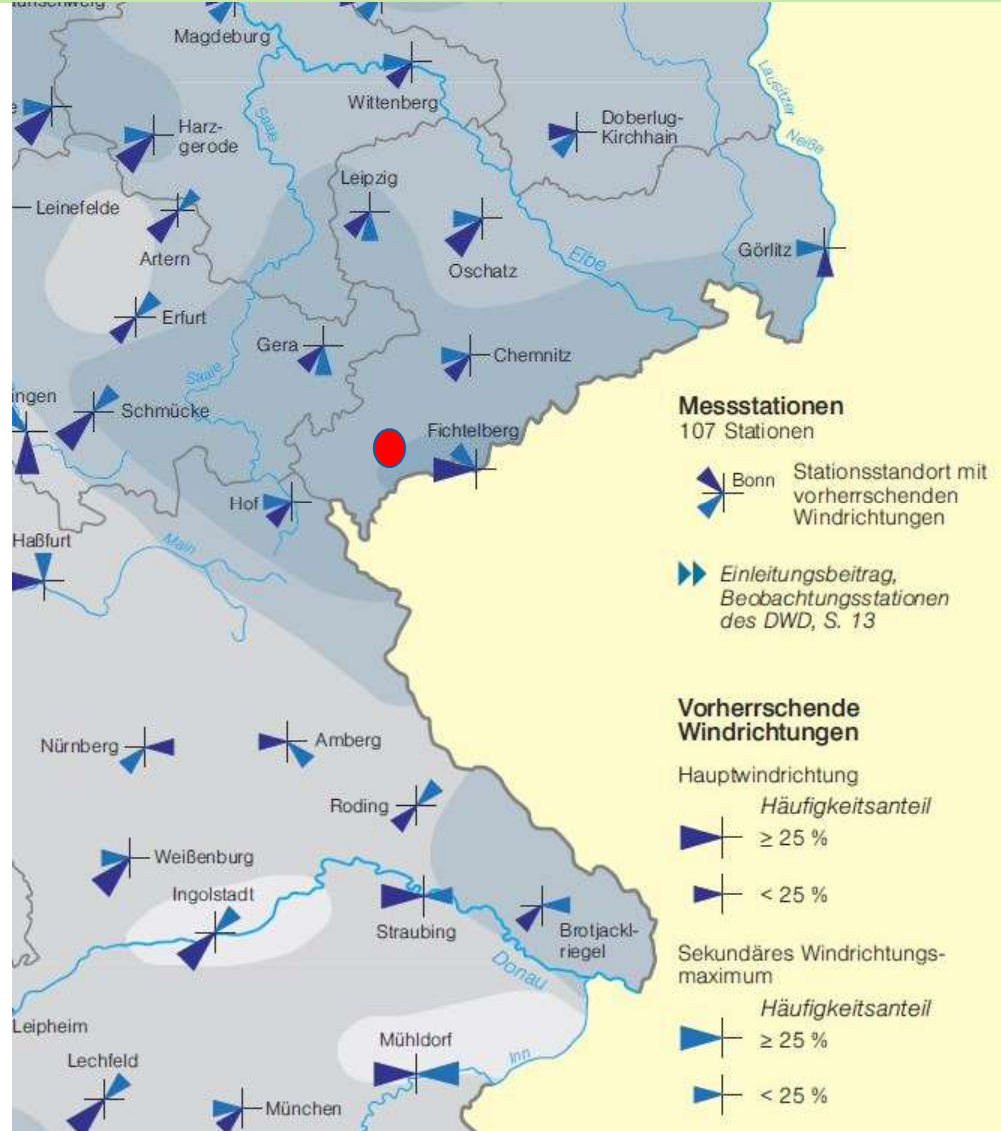 Magdeburg
Wittenberg
Saale
Lausitzer
Neiße
Doberlug-
Kirchhain
Harz-
gerode
Leipzig
Leinefelde
Artern
Oschatz
Elbe
Görlitz
Erfurt
Gera
Chemnitz
Saale
ingen
Schmücke
Fichtelberg
Hof
Haßfurt
Main
Messstationen
107 Stationen
Bonn
Stationsstandort mit
vorherrschenden
Windrichtungen
Einleitungsbeitrag,
Beobachtungsstationen
des DWD, S. 13
Nürnberg
Amberg
Roding
Weißenburg
Ingolstadt
Straubing
Brotjackl-
riegel
Donau
Leipheim
Mühldorf
Inn
Lechfeld
München
Vorherrschende
Windrichtungen
Hauptwindrichtung
Häufigkeitsanteil
≥ 25 %
< 25 %
Sekundäres Windrichtungs-
maximum
Häufigkeitsanteil
≥ 25 %
< 25 %